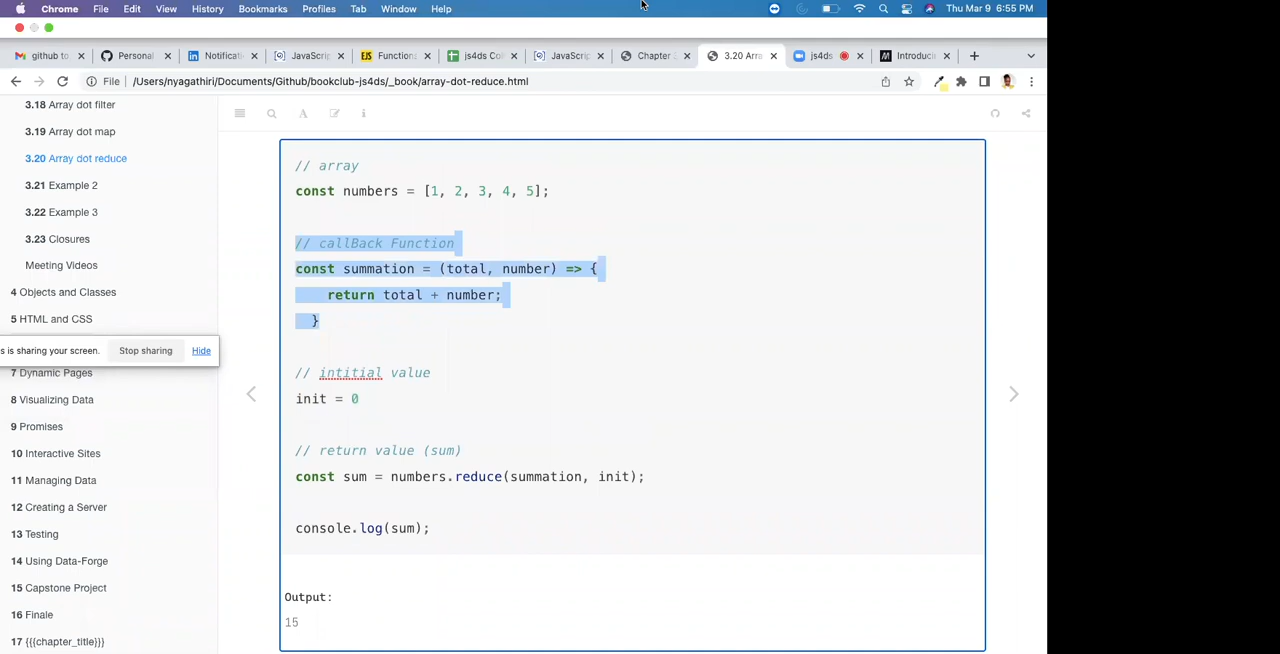 Chrome File Edit View History Bookmarks Profiles Tab Window Help Thu Mar 9 6:55 PM
github to Personal Notificati JavaScrip Functiona js4ds Col JavaScrip Chapter 3.20 Arra js4ds Introducin
File /Users/nyagathiri/Documents/Github/bookclub-js4ds/_book/array-dot-reduce.html
3.18 Array dot filter
3.19 Array dot map
3.20 Array dot reduce
3.21 Example 2
3.22 Example 3
3.23 Closures
Meeting Videos
4 Objects and Classes
5 HTML and CSS
s is sharing your screen. Stop sharing Hide
7 Dynamic Pages
8 Visualizing Data
9 Promises
10 Interactive Sites
11 Managing Data
12 Creating a Server
13 Testing
14 Using Data-Forge
15 Capstone Project
16 Finale
17 {{{chapter_title}}}
// array
const numbers = [1, 2, 3, 4, 5];
// callBack Function
const summation = (total, number) => {
return total + number;
}
// intitial value
init = 0
// return value (sum)
const sum = numbers.reduce(summation, init);
console.log(sum);
Output:
15